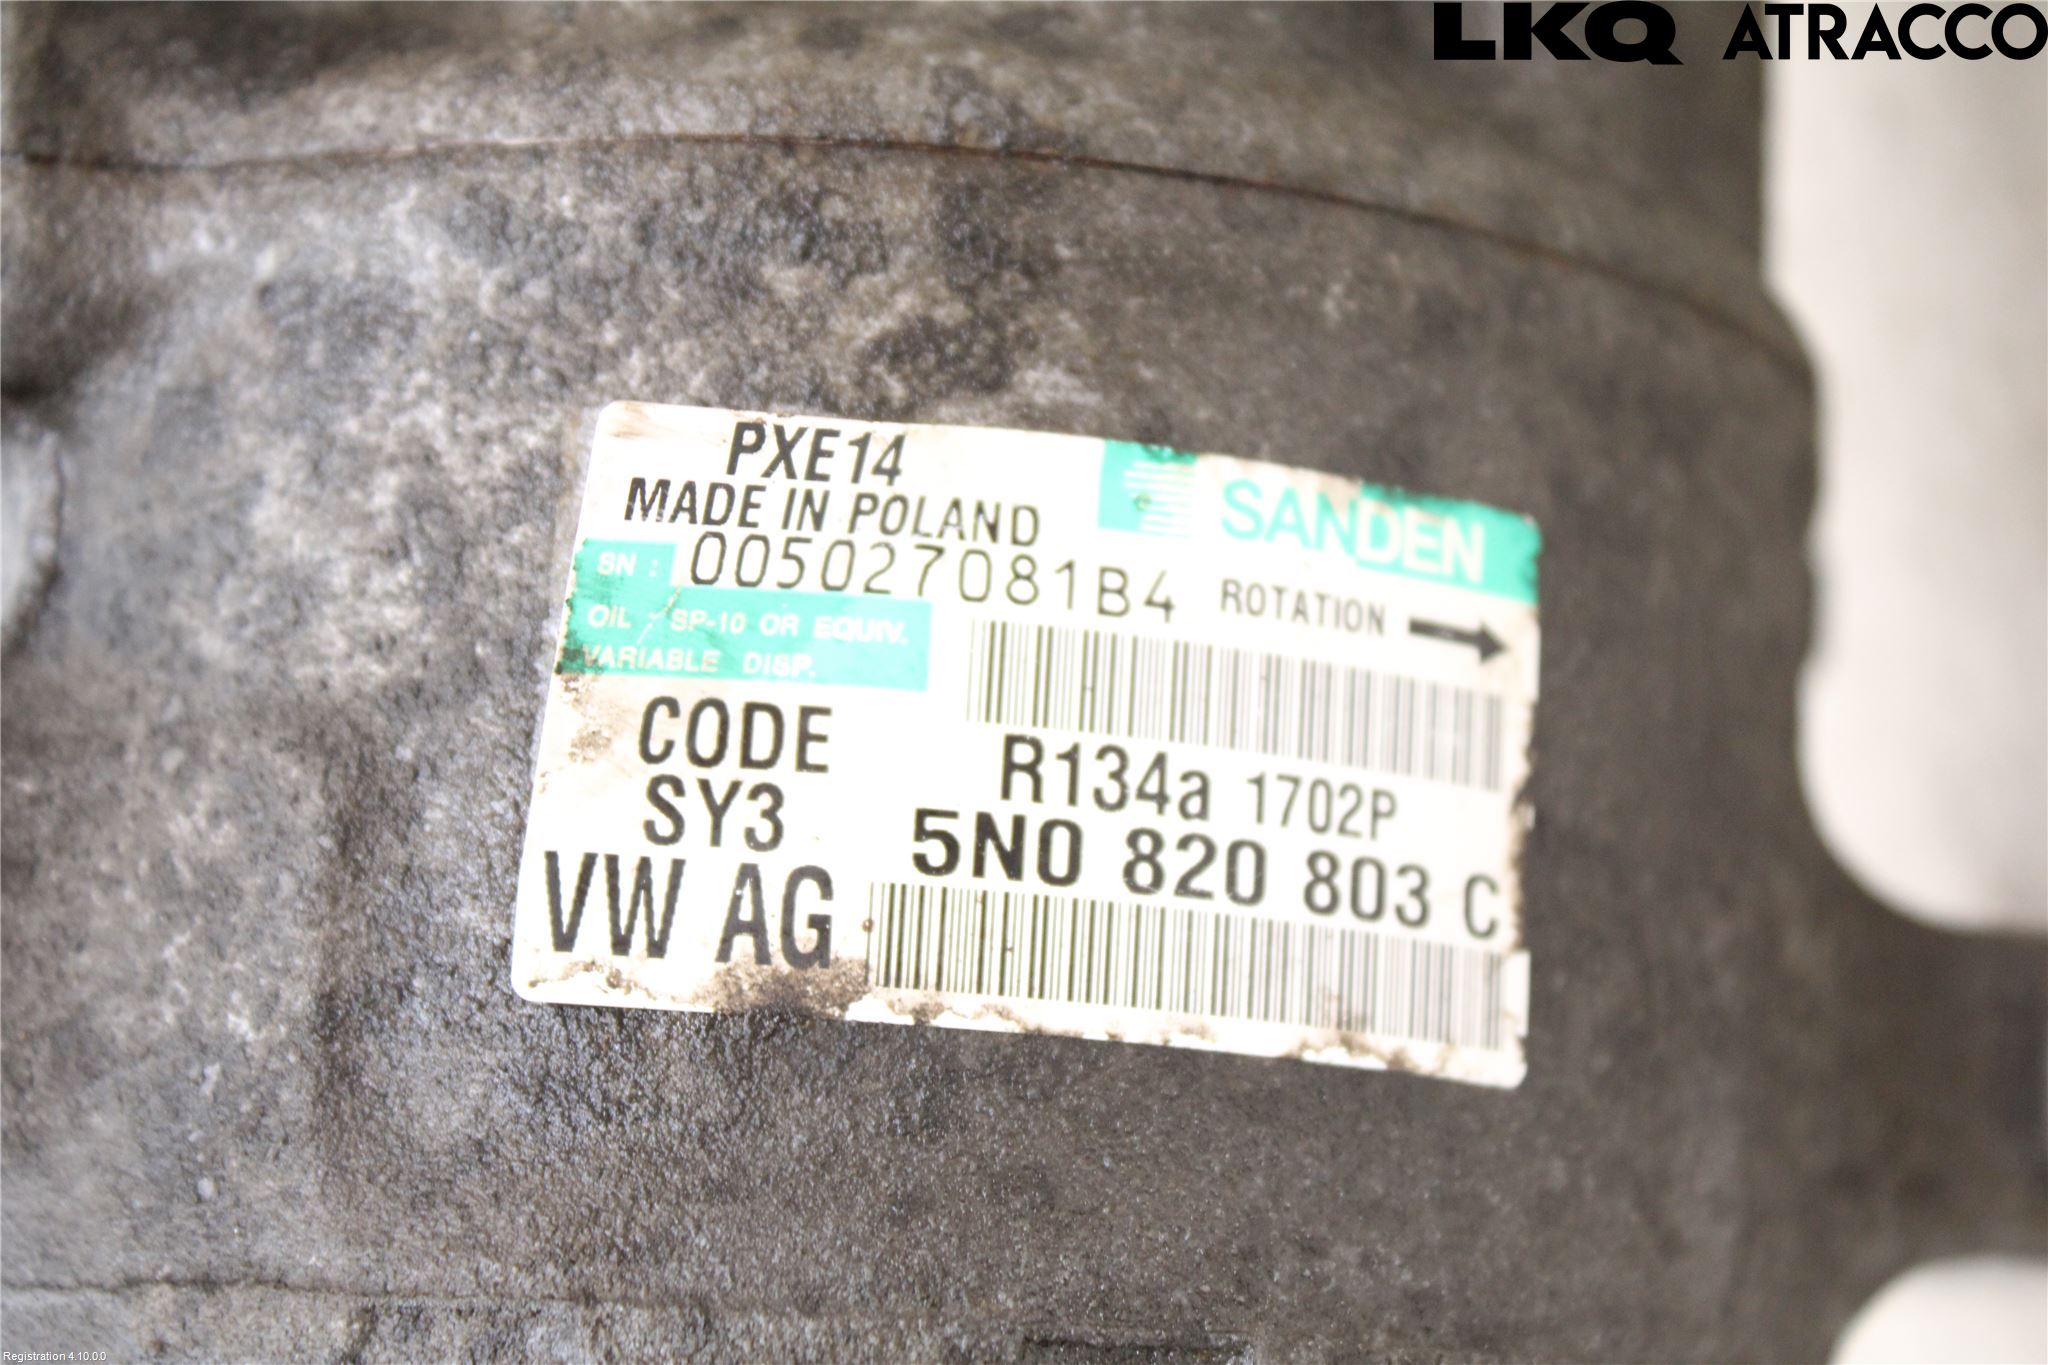 LKQ ATRACCO
PXE14
MADE IN POLAND
SANDEN
SN : 005027081B4
ROTATION
OIL : SP-10 OR EQUIV.
VARIABLE DISP.
CODE
SY3
VW AG
R134a 1702P
5N0 820 803 C
Registration 4.10.0.0